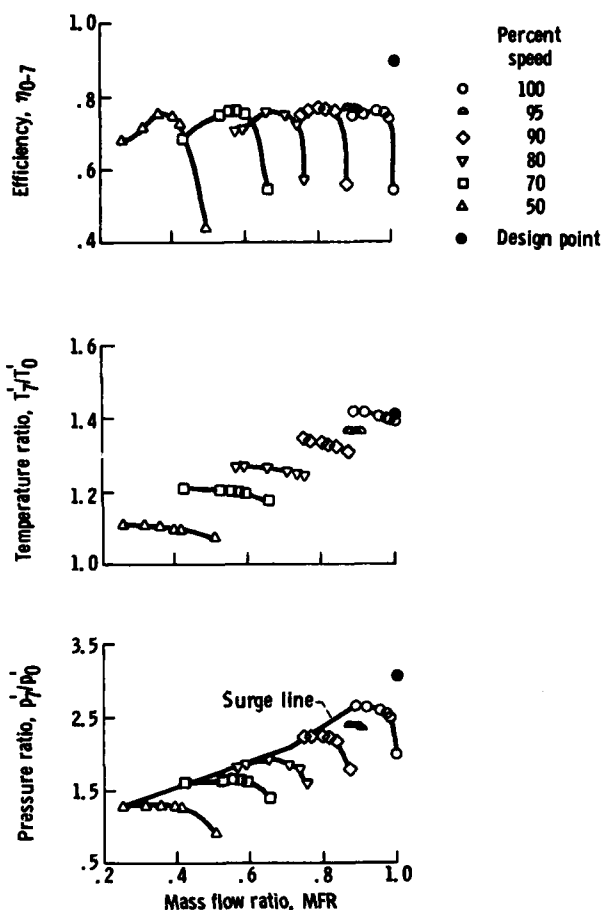 Efficiency, η0-7
1.0
.8
.6
.4
Percent
speed
100
95
90
80
70
50
Design point
Temperature ratio, T'7/T'0
1.6
1.4
1.2
1.0
Pressure ratio, p'7/p'0
3.5
2.5
1.5
.5
Surge line
.2 .4 .6 .8 1.0
Mass flow ratio, MFR